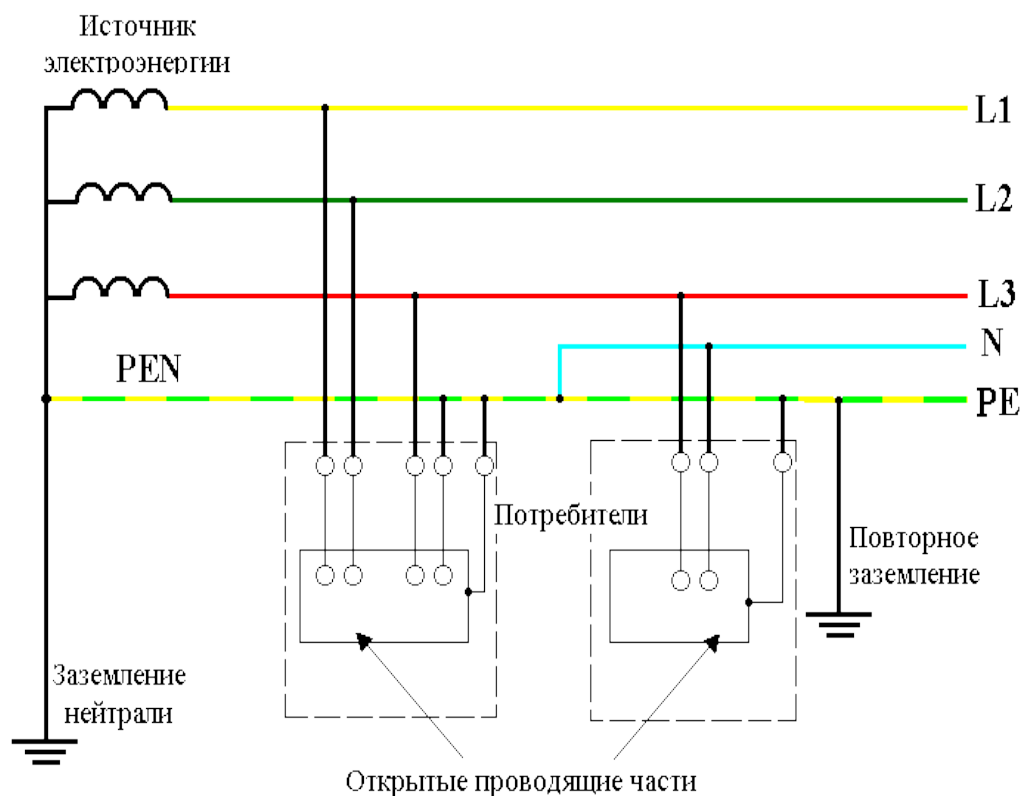 Источник
электроэнергии
L1
L2
L3
N
PEN
PE
Потребители
Повторное
заземление
Заземление
нейтрали
Открытые проводящие части